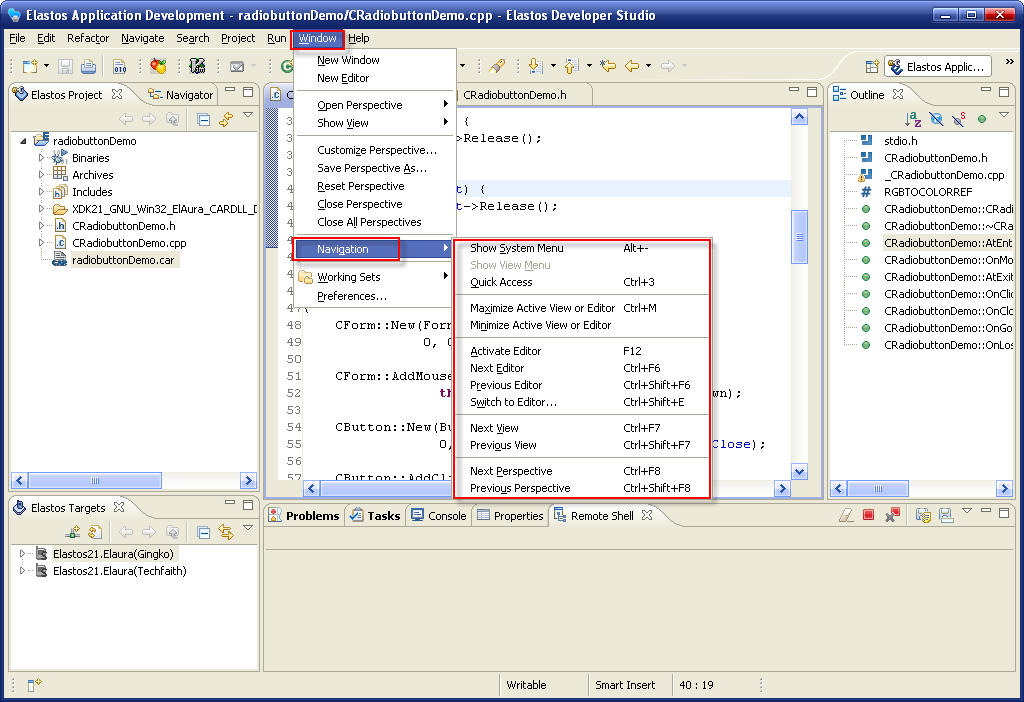 Elastos Application Development - radiobuttonDemo/CRadiobuttonDemo.cpp - Elastos Developer Studio
File Edit Refactor Navigate Search Project Run Window Help
Elastos Applic...
Elastos Project
Navigator
radiobuttonDemo
Binaries
Archives
Includes
XDK21_GNU_Win32_ElAura_CARDLL_D
CRadiobuttonDemo.h
CRadiobuttonDemo.cpp
radiobuttonDemo.car
New Window
New Editor
Open Perspective
Show View
Customize Perspective...
Save Perspective As...
Reset Perspective
Close Perspective
Close All Perspectives
Navigation
Working Sets
Preferences...
Show System Menu Alt+-
Show View Menu
Quick Access Ctrl+3
Maximize Active View or Editor Ctrl+M
Minimize Active View or Editor
Activate Editor F12
Next Editor Ctrl+F6
Previous Editor Ctrl+Shift+F6
Switch to Editor... Ctrl+Shift+E
Next View Ctrl+F7
Previous View Ctrl+Shift+F7
Next Perspective Ctrl+F8
Previous Perspective Ctrl+Shift+F8
CRadiobuttonDemo.h
{
>Release();
t) {
t->Release();
48 CForm::New(Form
49 0, 0
50
51 CForm::AddMouse
52 th wn);
53
54 CButton::New(Bu
55 0, Close);
56
57 CButton::AddCli
Outline
stdio.h
CRadiobuttonDemo.h
_CRadiobuttonDemo.cpp
RGBTOCOLORREF
CRadiobuttonDemo::CRadi
CRadiobuttonDemo::~CRa
CRadiobuttonDemo::AtEnt
CRadiobuttonDemo::OnMo
CRadiobuttonDemo::AtExit
CRadiobuttonDemo::OnClic
CRadiobuttonDemo::OnClo
CRadiobuttonDemo::OnGo
CRadiobuttonDemo::OnLos
Elastos Targets
Elastos21.Elaura(Gingko)
Elastos21.Elaura(Techfaith)
Problems Tasks Console Properties Remote Shell
Writable Smart Insert 40 : 19